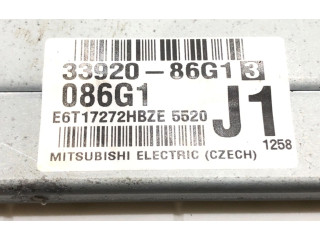 33920-86G1 3
086G1
E6T17272HBZE 5520
J1
1258
MITSUBISHI ELECTRIC (CZECH)